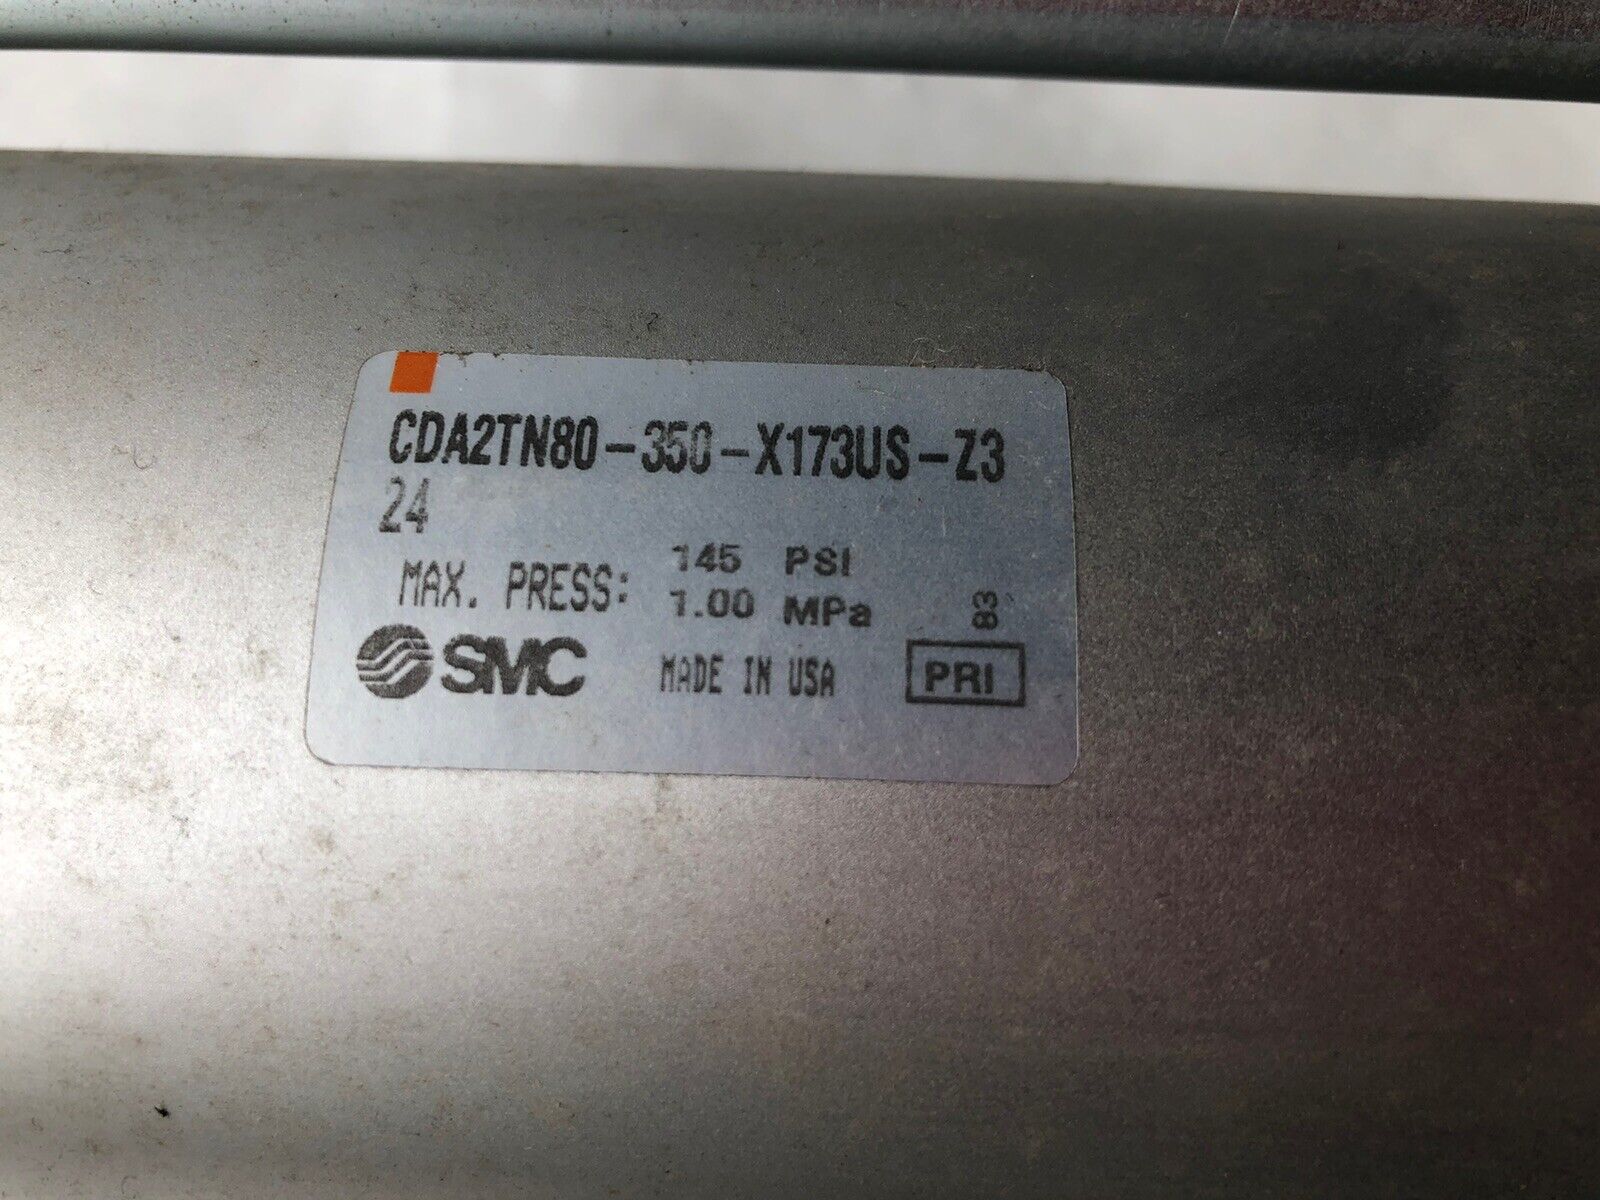 CDA2TN80-350-X173US-Z3
24
MAX. PRESS: 145 PSI
1.00 MPa
83
SMC MADE IN USA PRI